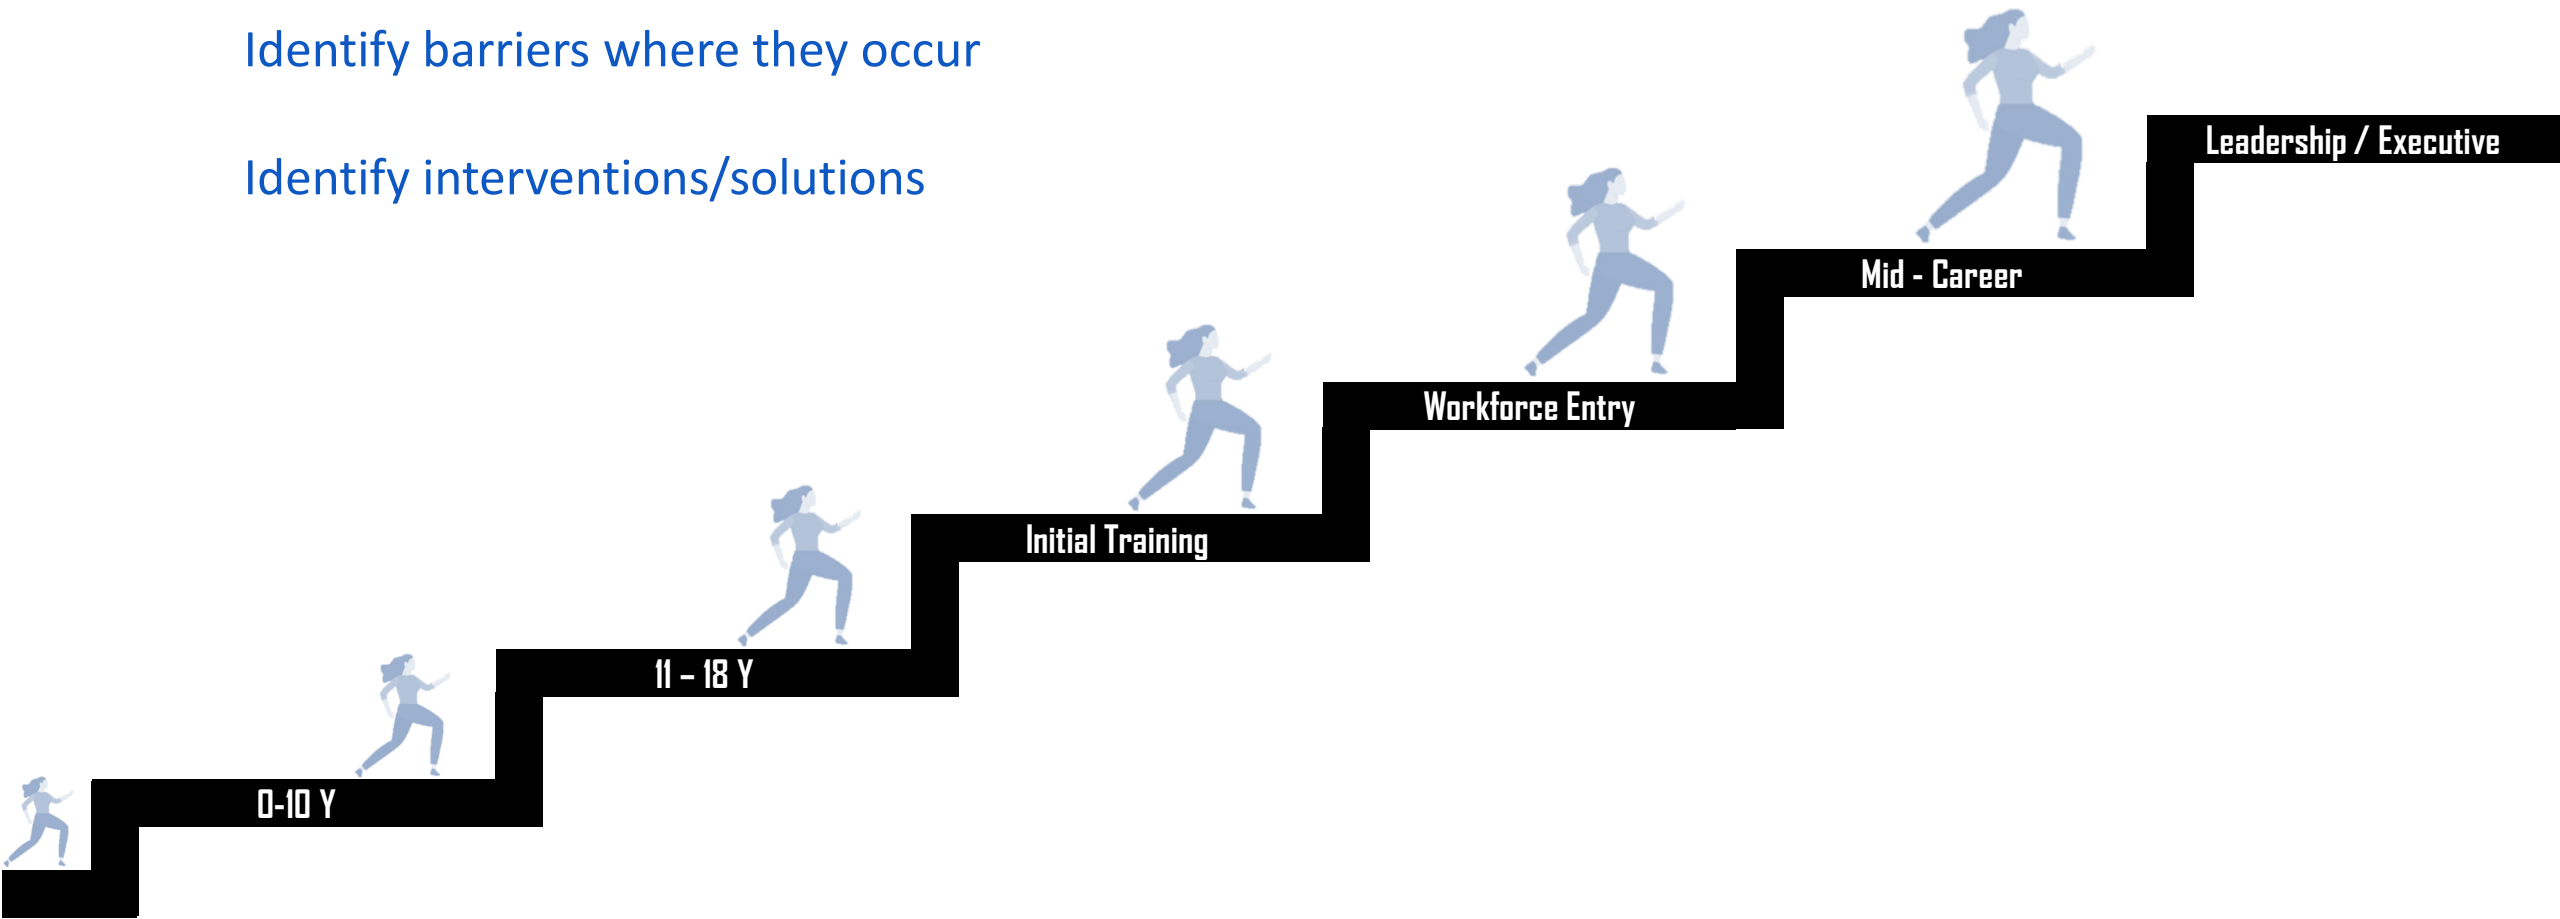 Identify barriers where they occur
Identify interventions/solutions
Leadership / Executive
Mid - Career
Workforce Entry
Initial Training
11 – 18 Y
0-10 Y